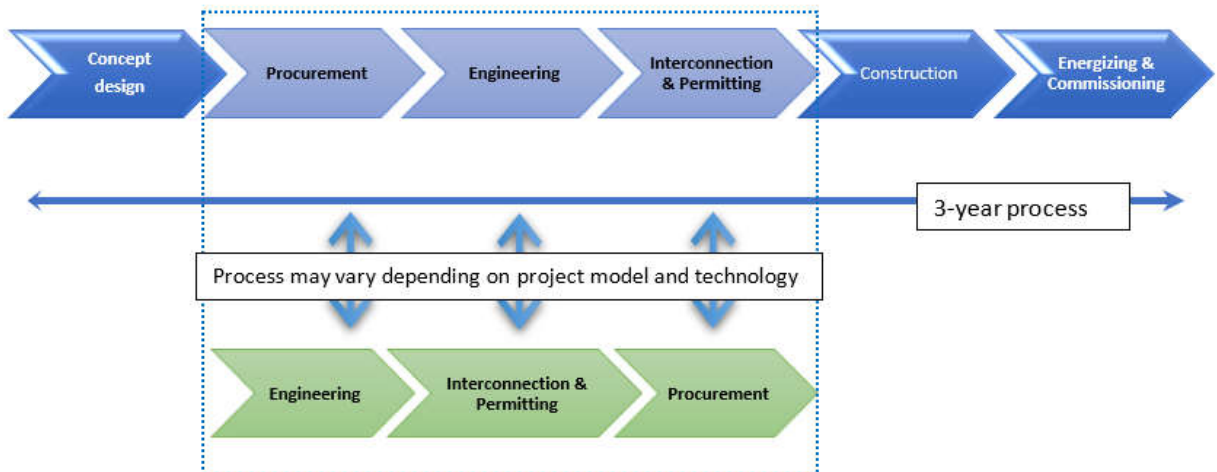 Concept
design
Procurement
Engineering
Interconnection
& Permitting
Construction
Energizing &
Commissioning
3-year process
Process may vary depending on project model and technology
Engineering
Interconnection &
Permitting
Procurement